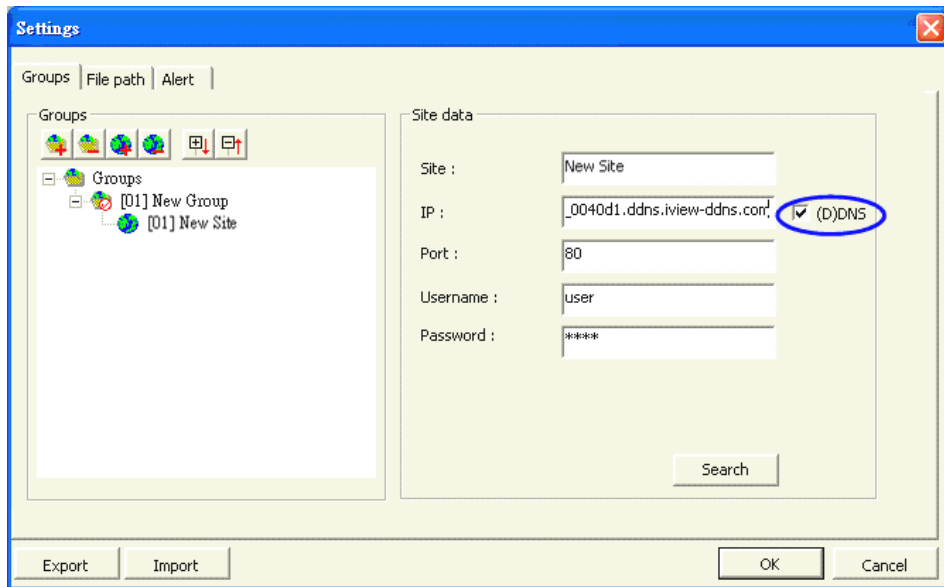 Settings
Groups File path Alert
Groups
Groups
[01] New Group
[01] New Site
Site data
Site : New Site
IP : _0040d1.ddns.iview-ddns.com (D)DNS
Port : 80
Username : user
Password : ****
Search
Export Import OK Cancel